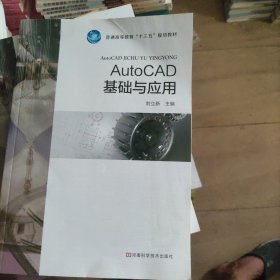 普通高等教育“十三五”规划教材
AutoCAD JICHU YU YINGYONG
AutoCAD
基础与应用
主编
河南科学技术出版社